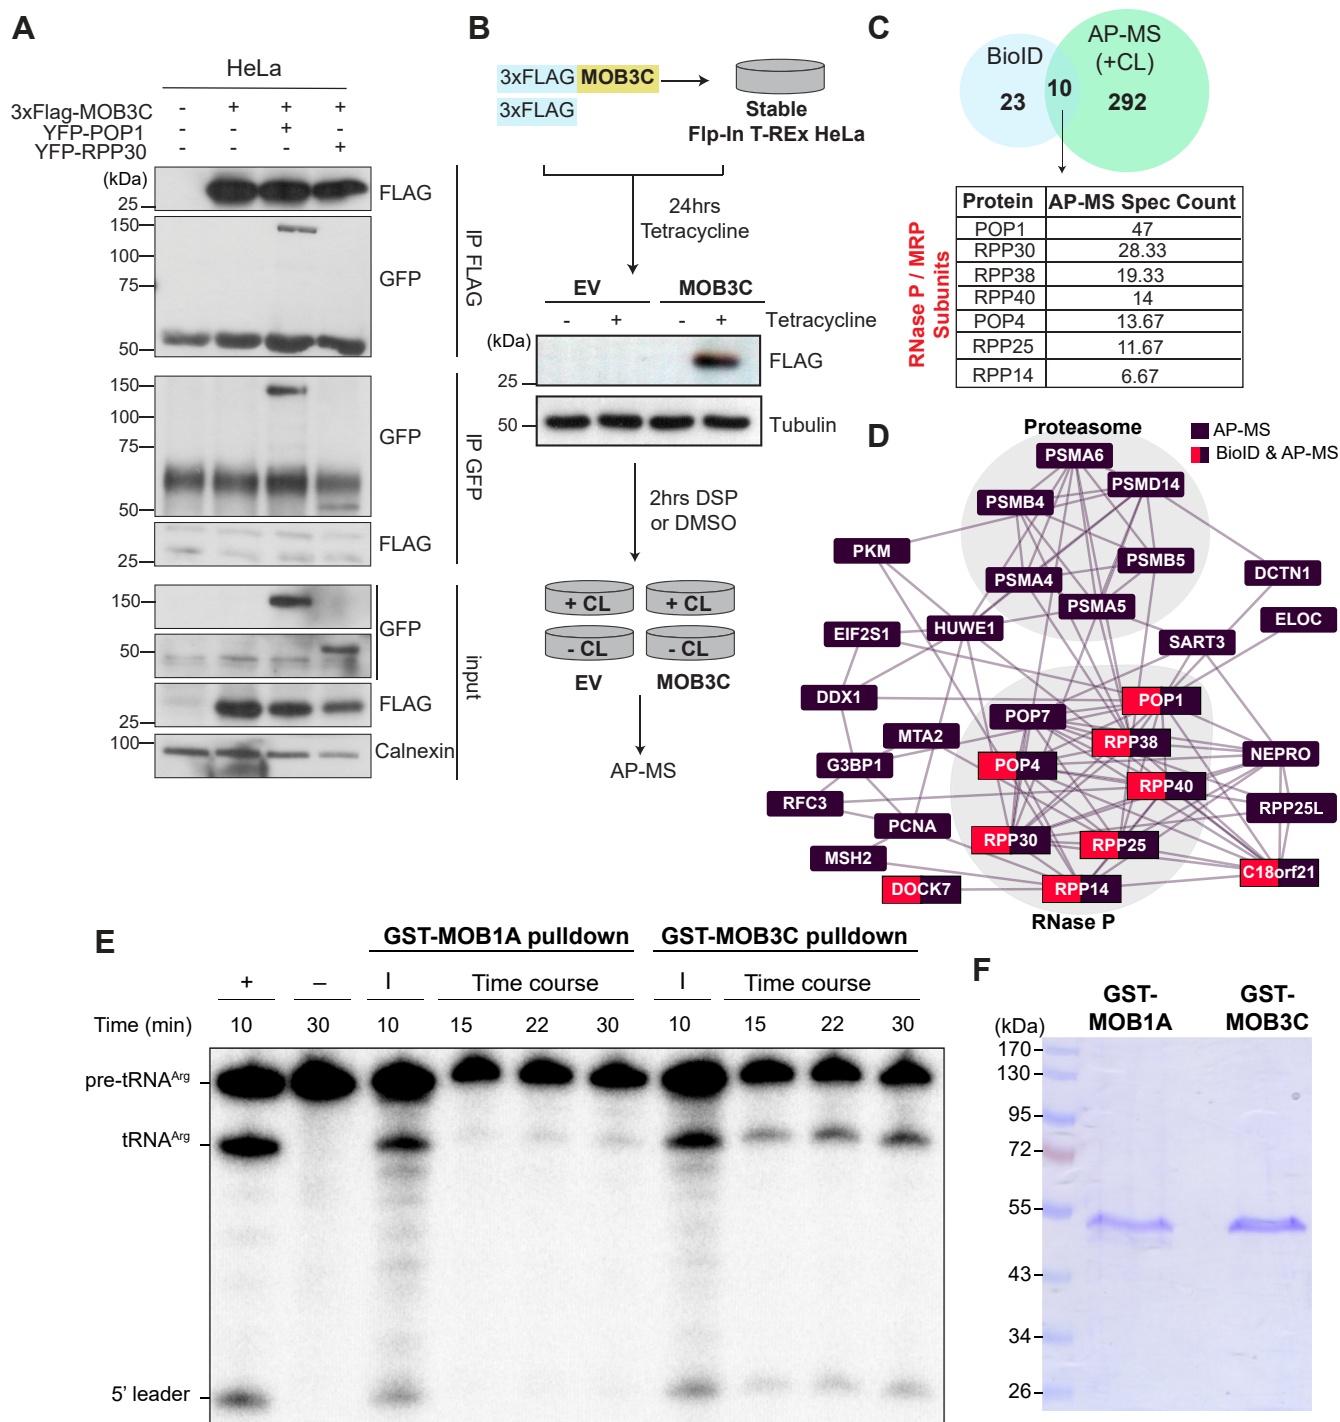 A
HeLa
3xFlag-MOB3C - + + +
YFP-POP1 - - + -
YFP-RPP30 - - - +
(kDa)
25
FLAG
150
100
75
50
GFP
IP FLAG
150
100
75
50
GFP
25
FLAG
IP GFP
150
50
GFP
25
FLAG
100
Calnexin
input
B
3xFLAG MOB3C
3xFLAG
Stable
Flp-In T-REx HeLa
24hrs
Tetracycline
EV MOB3C
- + - + Tetracycline
(kDa)
25
FLAG
50
Tubulin
2hrs DSP
or DMSO
+ CL + CL
- CL - CL
EV MOB3C
AP-MS
C
BioID
23
10
AP-MS
(+CL)
292
RNase P / MRP
Subunits
Protein AP-MS Spec Count
POP1 47
RPP30 28.33
RPP38 19.33
RPP40 14
POP4 13.67
RPP25 11.67
RPP14 6.67
D
Proteasome
AP-MS
BioID & AP-MS
PSMA6
PSMD14
PSMB4
PKM
PSMB5
DCTN1
PSMA4
PSMA5
ELOC
EIF2S1
HUWE1
SART3
DDX1
POP1
POP7
MTA2
RPP38
G3BP1
POP4
NEPRO
RPP40
RFC3
RPP25L
PCNA
RPP30
RPP25
MSH2
C18orf21
DOCK7
RPP14
RNase P
E
GST-MOB1A pulldown GST-MOB3C pulldown
+ – I Time course I Time course
Time (min) 10 30 10 15 22 30 10 15 22 30
pre-tRNAArg
tRNAArg
5’ leader
F
GST-
MOB1A
GST-
MOB3C
(kDa)
170
130
95
72
55
43
34
26